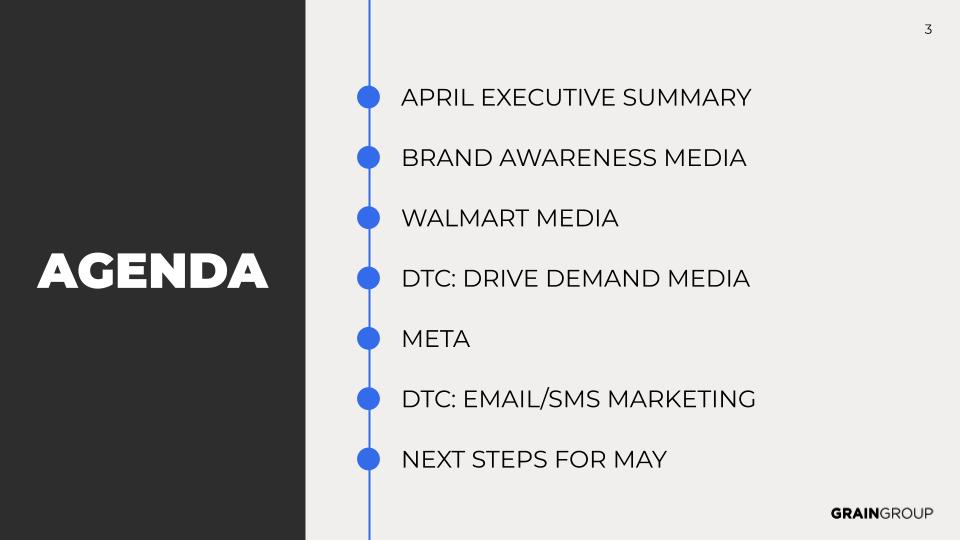 3
AGENDA
APRIL EXECUTIVE SUMMARY
BRAND AWARENESS MEDIA
WALMART MEDIA
DTC: DRIVE DEMAND MEDIA
META
DTC: EMAIL/SMS MARKETING
NEXT STEPS FOR MAY
GRAINGROUP